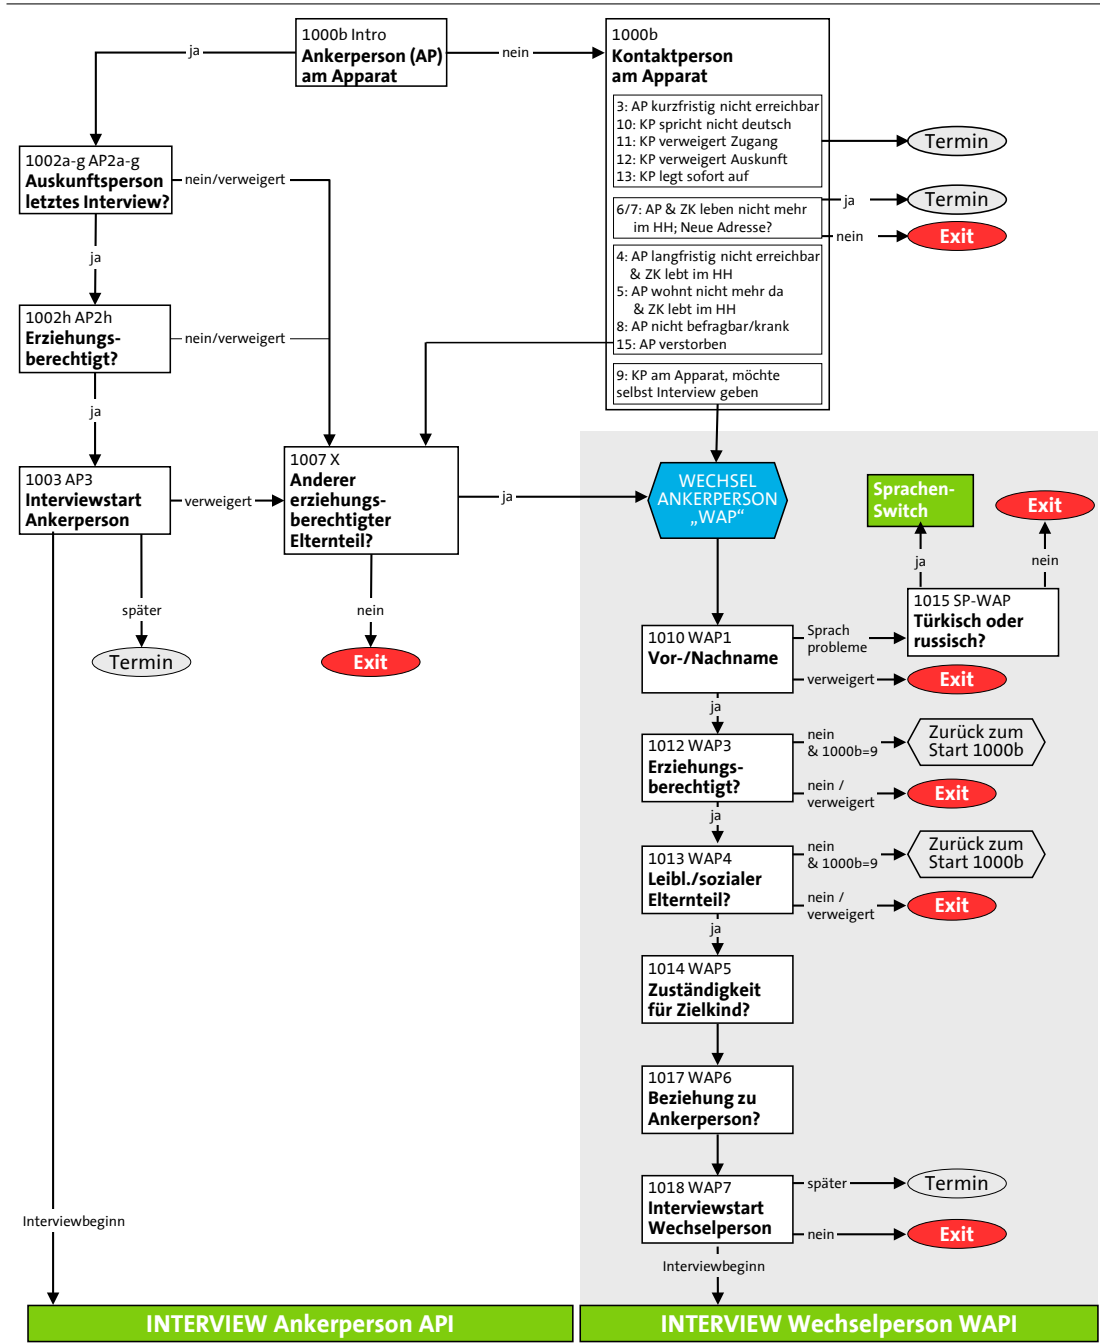 1000b Intro
Ankerperson (AP)
am Apparat
ja
nein
1000b
Kontaktperson
am Apparat
3: AP kurzfristig nicht erreichbar
10: KP spricht nicht deutsch
11: KP verweigert Zugang
12: KP verweigert Auskunft
13: KP legt sofort auf
Termin
6/7: AP & ZK leben nicht mehr
im HH; Neue Adresse?
ja
Termin
nein
Exit
4: AP langfristig nicht erreichbar
& ZK lebt im HH
5: AP wohnt nicht mehr da
& ZK lebt im HH
8: AP nicht befragbar/krank
15: AP verstorben
9: KP am Apparat, möchte
selbst Interview geben
1002a-g AP2a-g
Auskunftsperson
letztes Interview?
nein/verweigert
ja
1002h AP2h
Erziehungs-
berechtigt?
nein/verweigert
ja
1003 AP3
Interviewstart
Ankerperson
verweigert
später
Termin
1007 X
Anderer
erziehungs-
berechtigter
Elternteil?
ja
nein
Exit
WECHSEL
ANKERPERSON
„WAP“
Sprachen-
Switch
Exit
ja
nein
1015 SP-WAP
Türkisch oder
russisch?
1010 WAP1
Vor-/Nachname
Sprach
probleme
verweigert
Exit
ja
1012 WAP3
Erziehungs-
berechtigt?
nein
& 1000b=9
Zurück zum
Start 1000b
nein /
verweigert
Exit
ja
1013 WAP4
Leibl./sozialer
Elternteil?
nein
& 1000b=9
Zurück zum
Start 1000b
nein /
verweigert
Exit
ja
1014 WAP5
Zuständigkeit
für Zielkind?
1017 WAP6
Beziehung zu
Ankerperson?
1018 WAP7
Interviewstart
Wechselperson
später
Termin
nein
Exit
Interviewbeginn
Interviewbeginn
INTERVIEW Ankerperson API
INTERVIEW Wechselperson WAPI